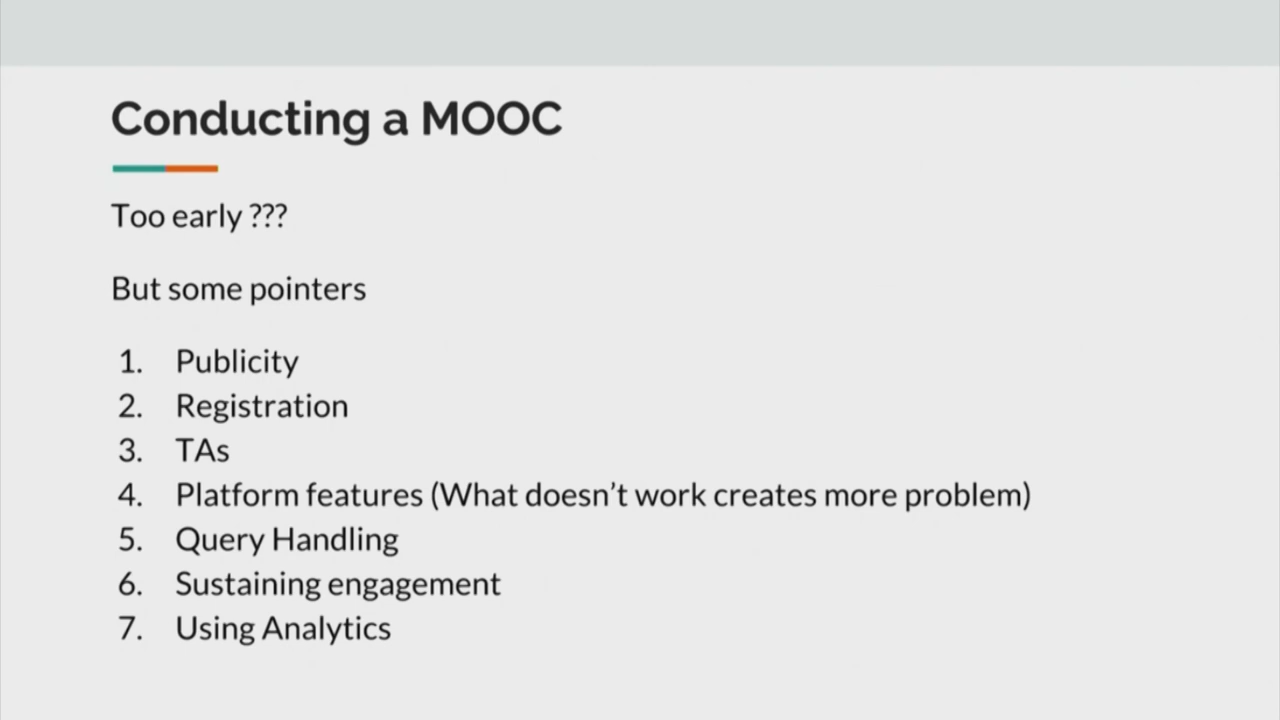 Conducting a MOOC
Too early ???
But some pointers
1. Publicity
2. Registration
3. TAs
4. Platform features (What doesn't work creates more problem)
5. Query Handling
6. Sustaining engagement
7. Using Analytics